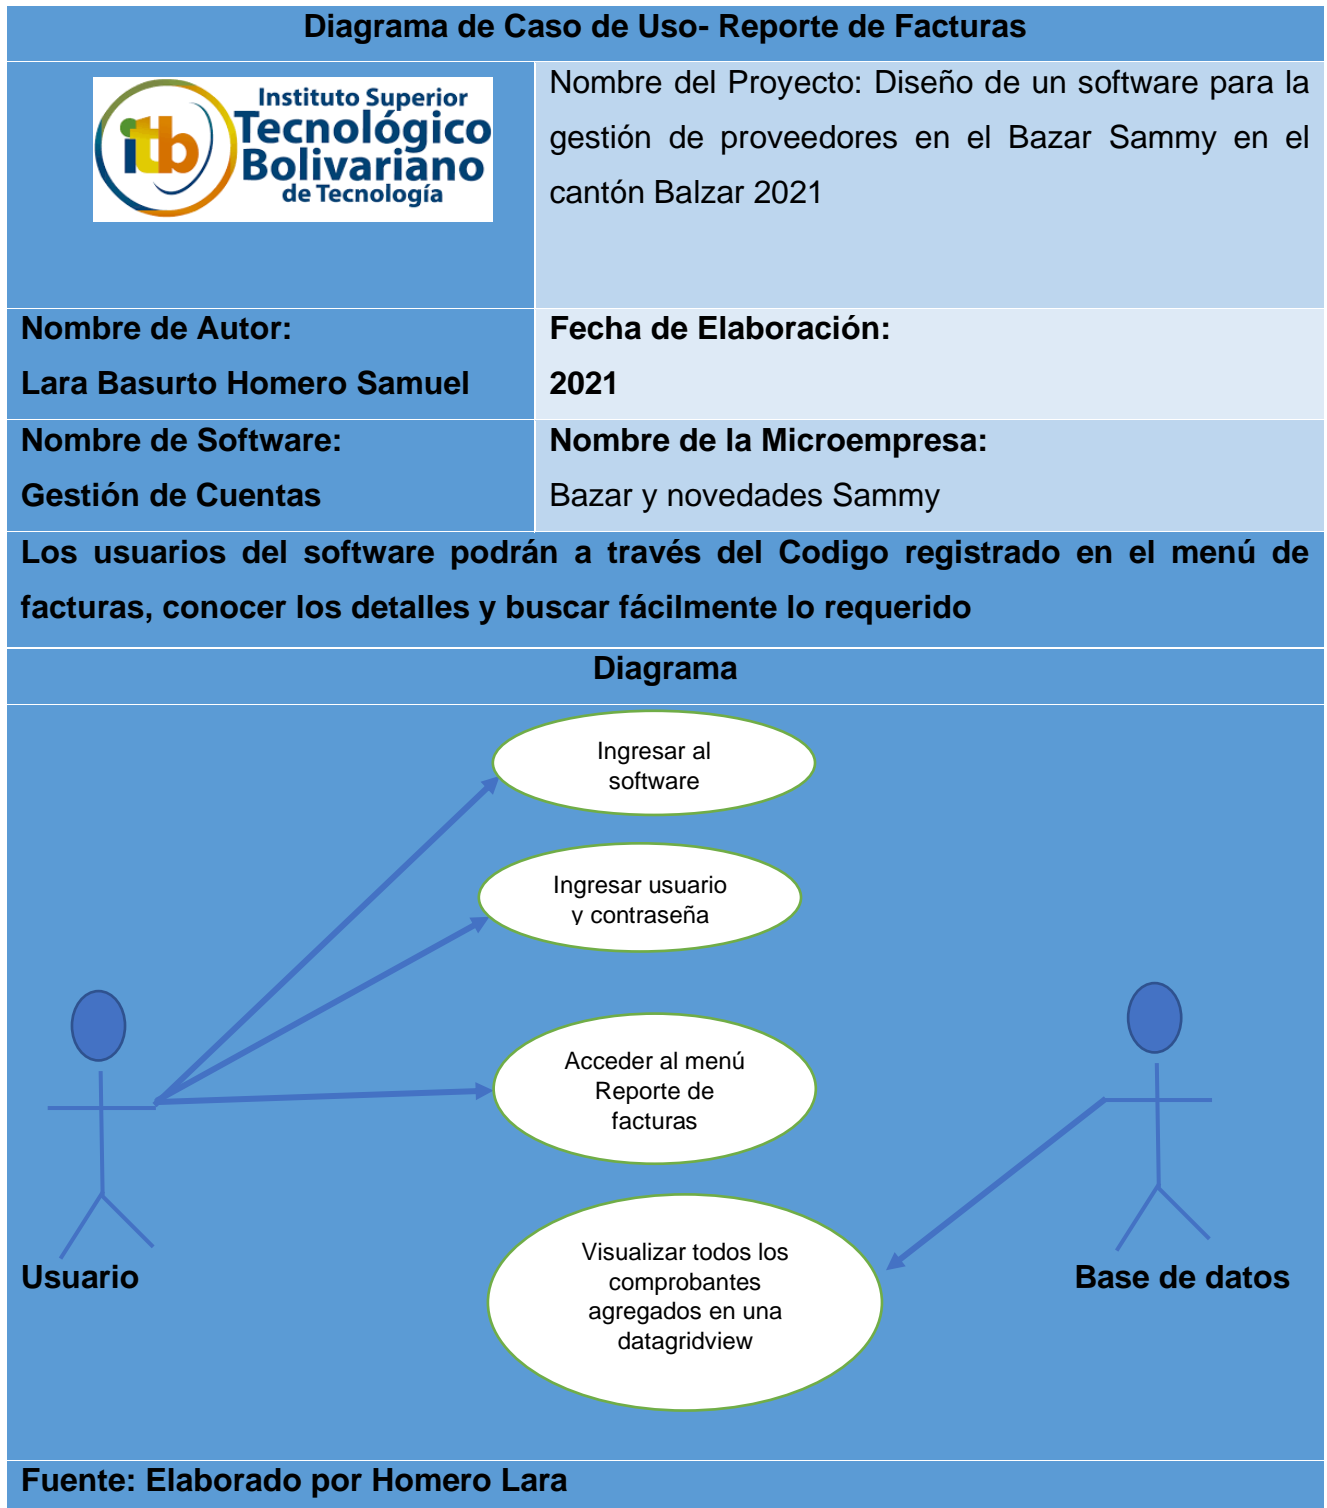 Diagrama de Caso de Uso- Reporte de Facturas
itb
Instituto Superior
Tecnológico
Bolivariano
de Tecnología
Nombre del Proyecto: Diseño de un software para la
gestión de proveedores en el Bazar Sammy en el
cantón Balzar 2021
Nombre de Autor:
Lara Basurto Homero Samuel
Fecha de Elaboración:
2021
Nombre de Software:
Gestión de Cuentas
Nombre de la Microempresa:
Bazar y novedades Sammy
Los usuarios del software podrán a través del Codigo registrado en el menú de
facturas, conocer los detalles y buscar fácilmente lo requerido
Diagrama
Ingresar al
software
Ingresar usuario
y contraseña
Acceder al menú
Reporte de
facturas
Visualizar todos los
comprobantes
agregados en una
datagridview
Usuario
Base de datos
Fuente: Elaborado por Homero Lara